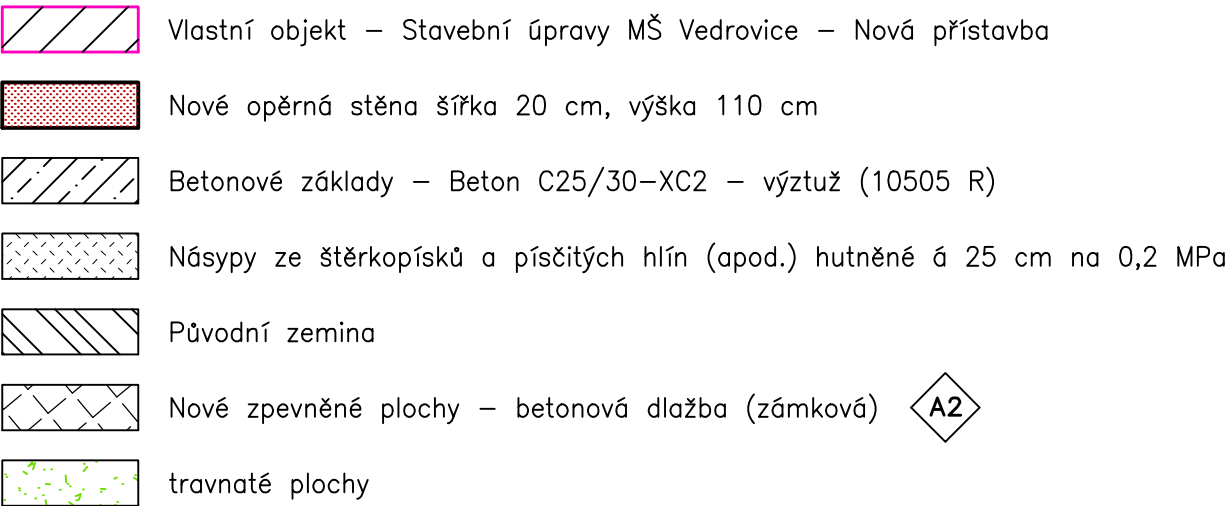 Vlastní objekt – Stavební úpravy MŠ Vedrovice – Nová přístavba
Nové opěrná stěna šířka 20 cm, výška 110 cm
Betonové základy – Beton C25/30-XC2 – výztuž (10505 R)
Násypy ze štěrkopísků a písčitých hlín (apod.) hutněné á 25 cm na 0,2 MPa
Původní zemina
Nové zpevněné plochy – betonová dlažba (zámková) A2
travnaté plochy